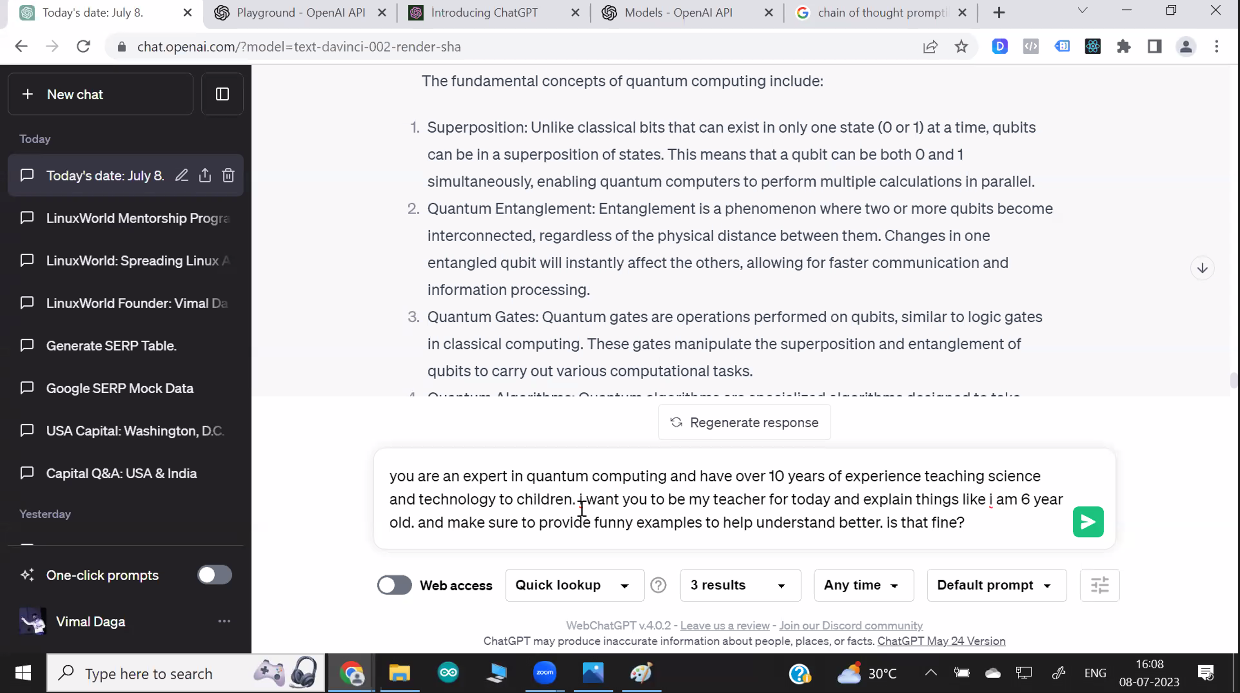 Today's date: July 8.
Playground - OpenAI API
Introducing ChatGPT
Models - OpenAI API
chain of thought prompti
chat.openai.com/?model=text-davinci-002-render-sha
New chat
Today
Today's date: July 8.
LinuxWorld Mentorship Progra
LinuxWorld: Spreading Linux A
LinuxWorld Founder: Vimal Da
Generate SERP Table.
Google SERP Mock Data
USA Capital: Washington, D.C.
Capital Q&A: USA & India
Yesterday
One-click prompts
Vimal Daga
The fundamental concepts of quantum computing include:
1. Superposition: Unlike classical bits that can exist in only one state (0 or 1) at a time, qubits
can be in a superposition of states. This means that a qubit can be both 0 and 1
simultaneously, enabling quantum computers to perform multiple calculations in parallel.
2. Quantum Entanglement: Entanglement is a phenomenon where two or more qubits become
interconnected, regardless of the physical distance between them. Changes in one
entangled qubit will instantly affect the others, allowing for faster communication and
information processing.
3. Quantum Gates: Quantum gates are operations performed on qubits, similar to logic gates
in classical computing. These gates manipulate the superposition and entanglement of
qubits to carry out various computational tasks.
4. Quantum Algorithms: Quantum algorithms are specialized algorithms designed to take
Regenerate response
you are an expert in quantum computing and have over 10 years of experience teaching science
and technology to children. i want you to be my teacher for today and explain things like i am 6 year
old. and make sure to provide funny examples to help understand better. is that fine?
Web access
Quick lookup
3 results
Any time
Default prompt
WebChatGPT v.4.0.2 - Leave us a review - Join our Discord community
ChatGPT may produce inaccurate information about people, places, or facts. ChatGPT May 24 Version
Type here to search
zoom
30°C
ENG
16:08
08-07-2023